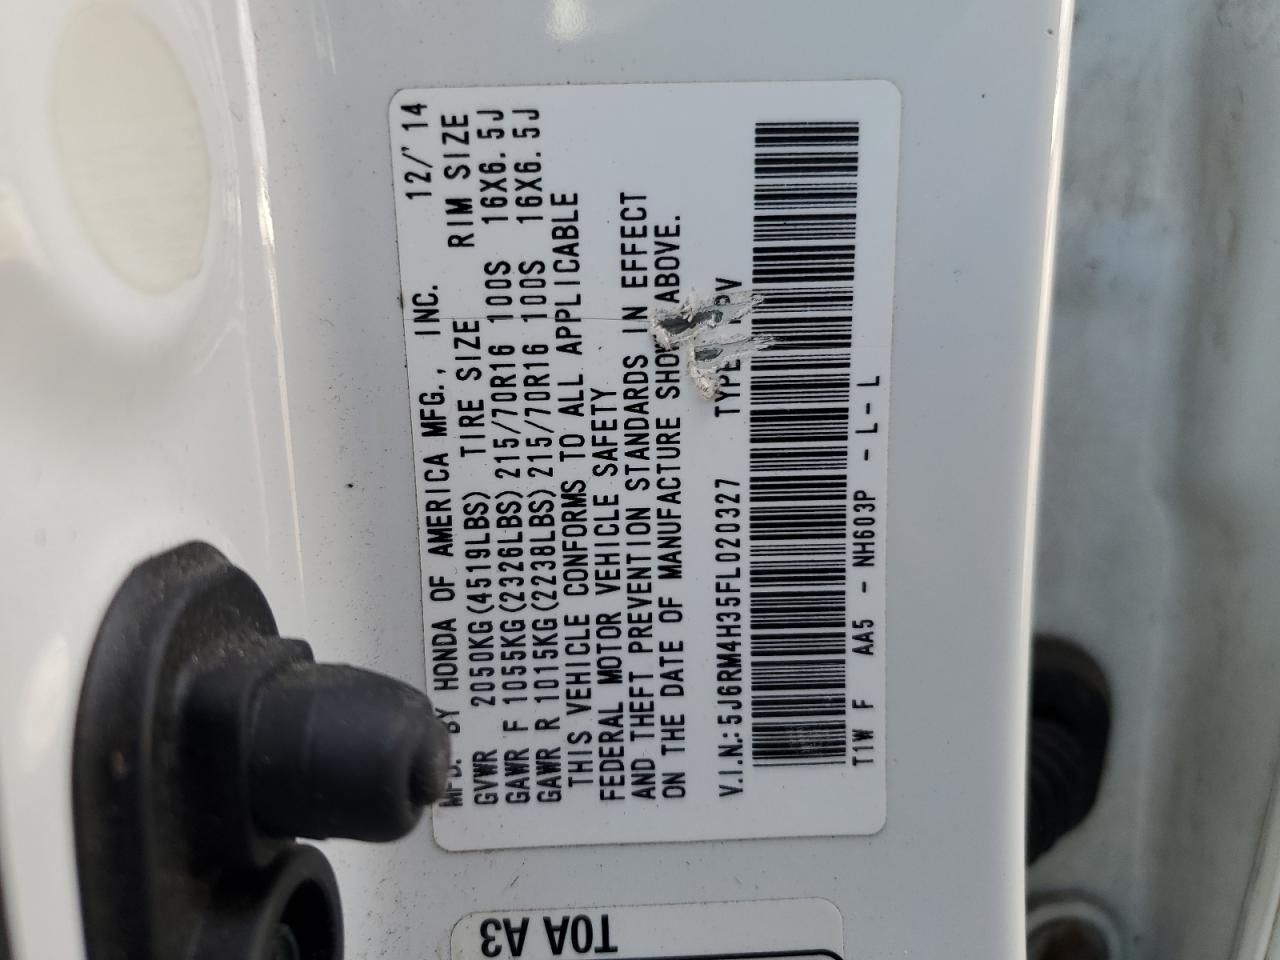 MFD. BY HONDA OF AMERICA MFG., INC. 12/'14
GVWR 2050KG(4519LBS) TIRE SIZE RIM SIZE
GAWR F 1055KG(2326LBS) 215/70R16 100S 16X6.5J
GAWR R 1015KG(2238LBS) 215/70R16 100S 16X6.5J
THIS VEHICLE CONFORMS TO ALL APPLICABLE
FEDERAL MOTOR VEHICLE SAFETY
AND THEFT PREVENTION STANDARDS IN EFFECT
ON THE DATE OF MANUFACTURE SHOWN ABOVE.
V.I.N.: 5J6RM4H35FL020327 TYPE
T1W F AA5 - NH603P - L-L
TOA A3